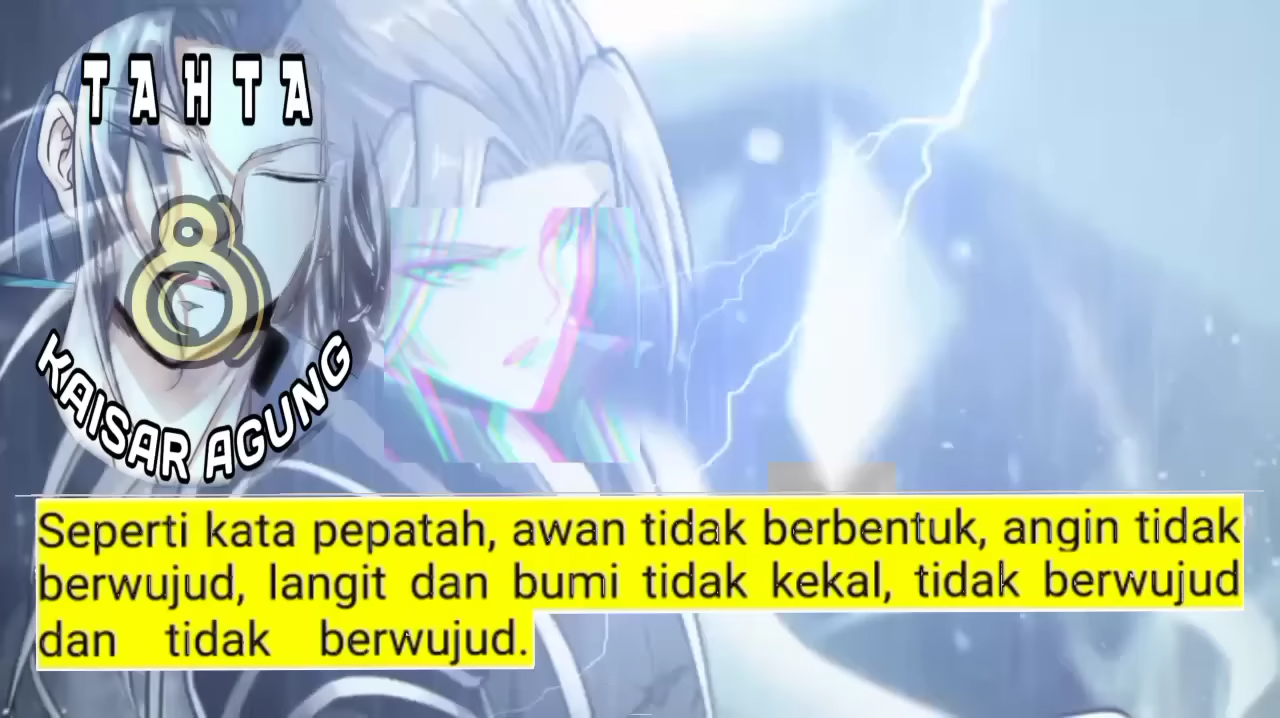 TAHTA
KAISAR AGUNG
Seperti kata pepatah, awan tidak berbentuk, angin tidak
berwujud, langit dan bumi tidak kekal, tidak berwujud
dan tidak berwujud.